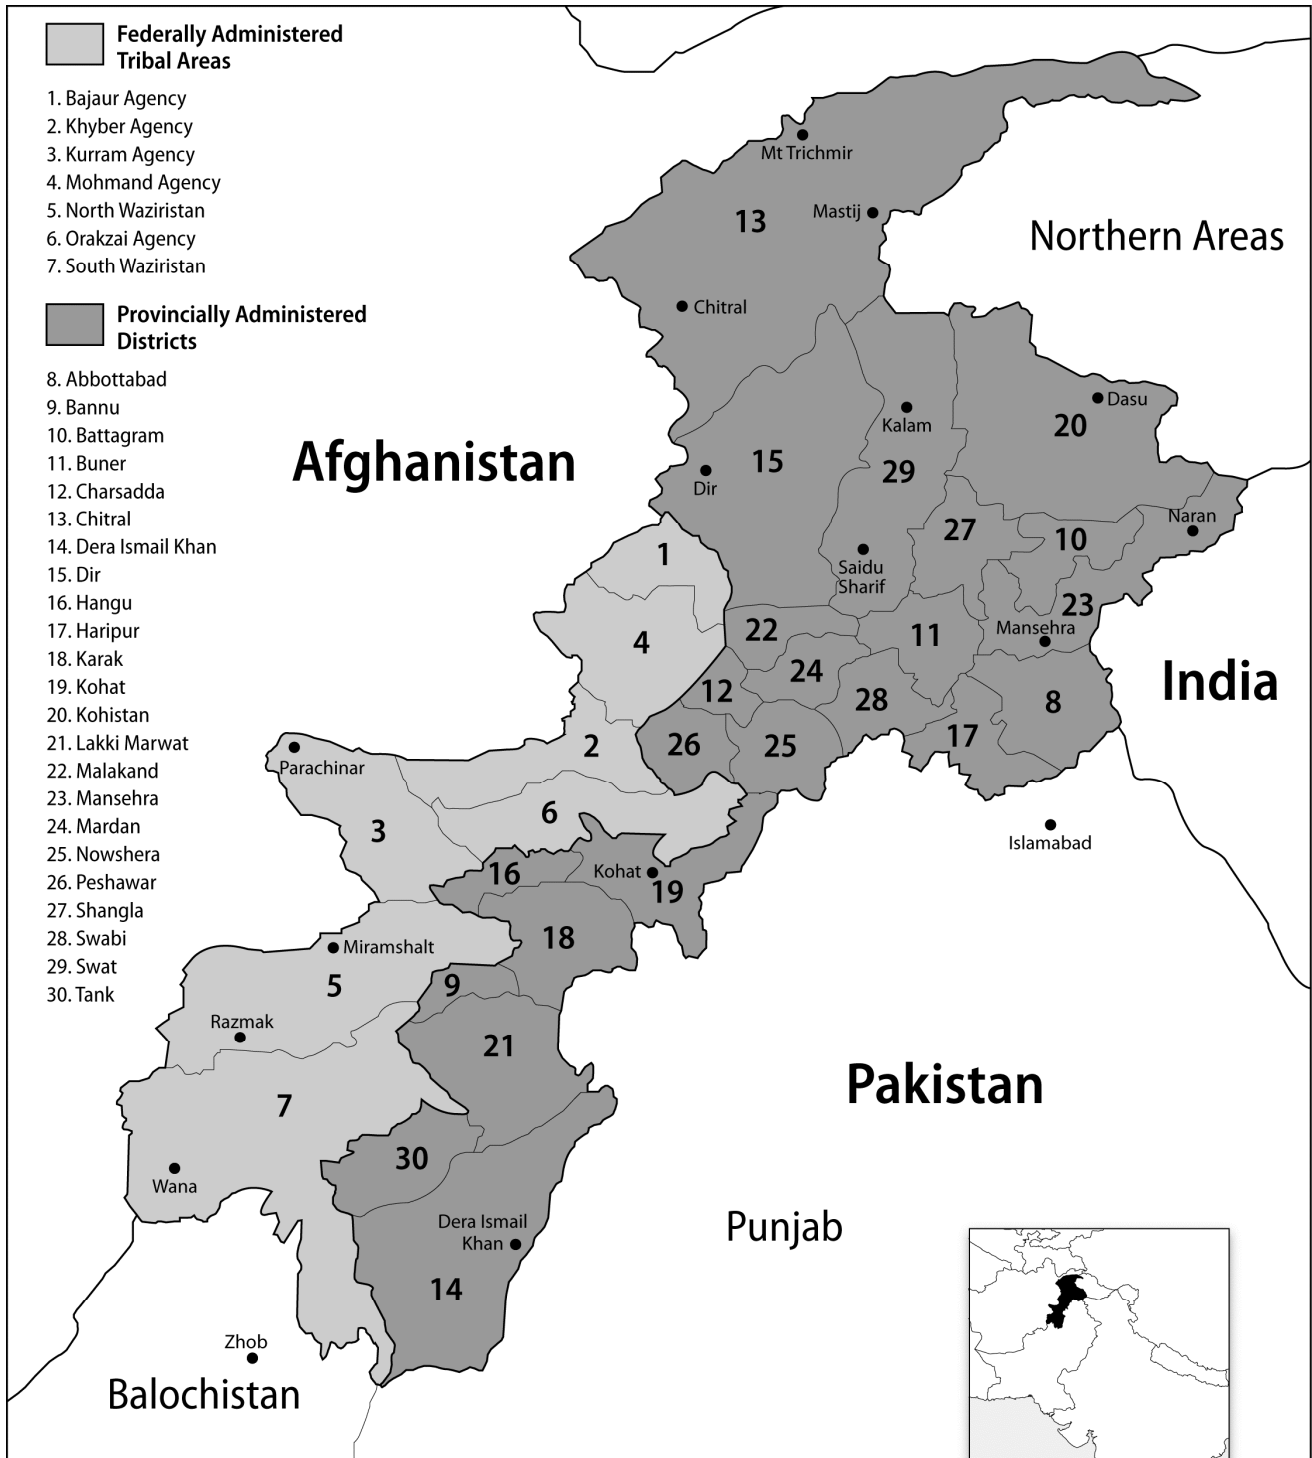 Federally Administered
Tribal Areas
1. Bajaur Agency
2. Khyber Agency
3. Kurram Agency
4. Mohmand Agency
5. North Waziristan
6. Orakzai Agency
7. South Waziristan
Provincially Administered
Districts
8. Abbottabad
9. Bannu
10. Battagram
11. Buner
12. Charsadda
13. Chitral
14. Dera Ismail Khan
15. Dir
16. Hangu
17. Haripur
18. Karak
19. Kohat
20. Kohistan
21. Lakki Marwat
22. Malakand
23. Mansehra
24. Mardan
25. Nowshera
26. Peshawar
27. Shangla
28. Swabi
29. Swat
30. Tank
Mt Trichmir
13
Mastij
Northern Areas
Chitral
Dasu
20
Kalam
Afghanistan
15
29
Dir
Naran
27
10
1
Saidu
Sharif
23
Mansehra
22
11
4
24
India
12
28
8
17
2
26
25
Parachinar
6
3
Islamabad
16
Kohat
19
18
Miramshalt
5
9
Razmak
21
Pakistan
7
30
Wana
Dera Ismail
Khan
Punjab
14
Zhob
Balochistan